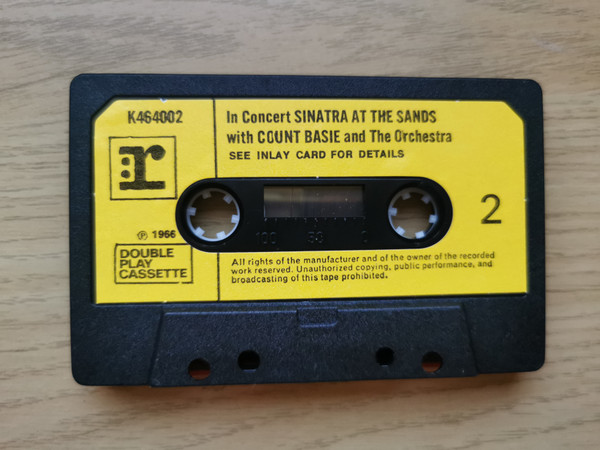 K464002
In Concert SINATRA AT THE SANDS
with COUNT BASIE and The Orchestra
SEE INLAY CARD FOR DETAILS
:r
2
100 50 0
℗ 1966
DOUBLE
PLAY
CASSETTE
All rights of the manufacturer and of the owner of the recorded
work reserved. Unauthorized copying, public performance, and
broadcasting of this tape prohibited.